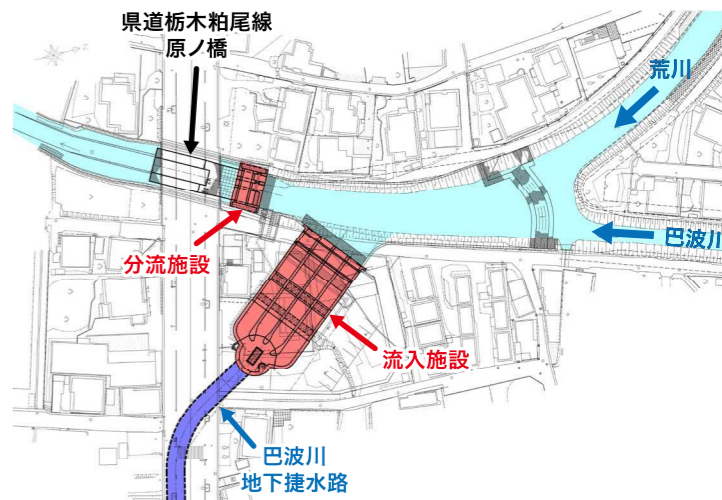 県道栃木粕尾線
原ノ橋
荒川
巴波川
分流施設
流入施設
巴波川
地下捷水路